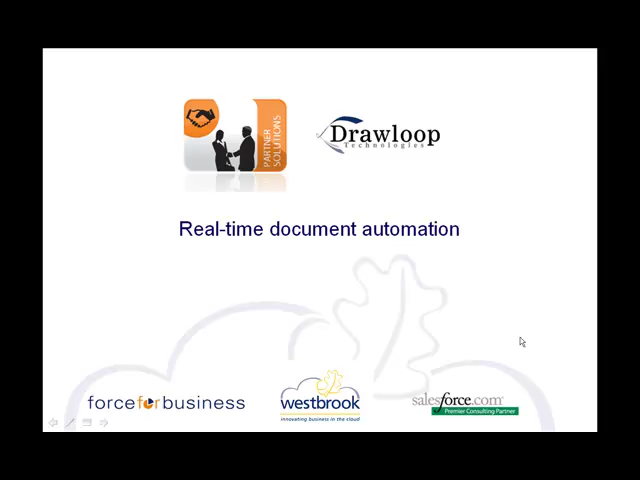 PARTNER
SOLUTIONS
Drawloop
Technologies
Real-time document automation
forceforbusiness
westbrook
innovating business in the cloud
salesforce.com
Premier Consulting Partner